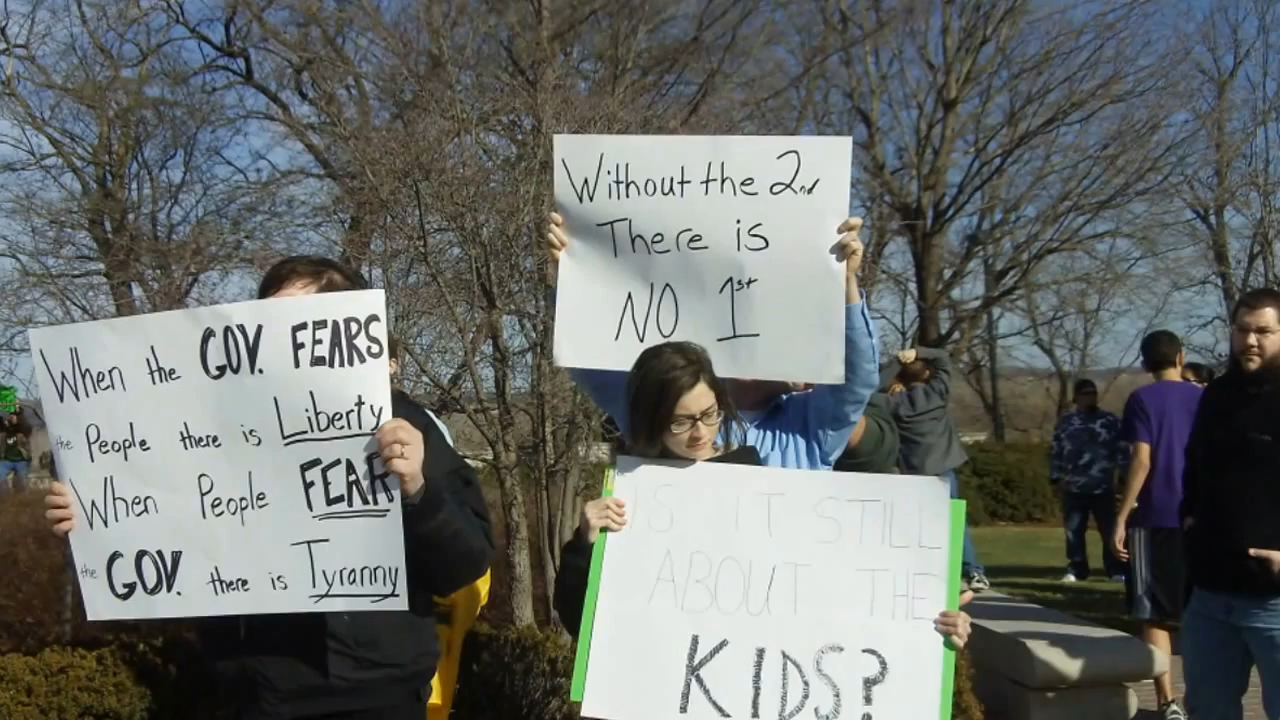 When the GOV. FEARS
the People there is Liberty
When People FEAR
the GOV. there is Tyranny
Without the 2nd
There is
NO 1st
IS IT STILL
ABOUT THE
KIDS?